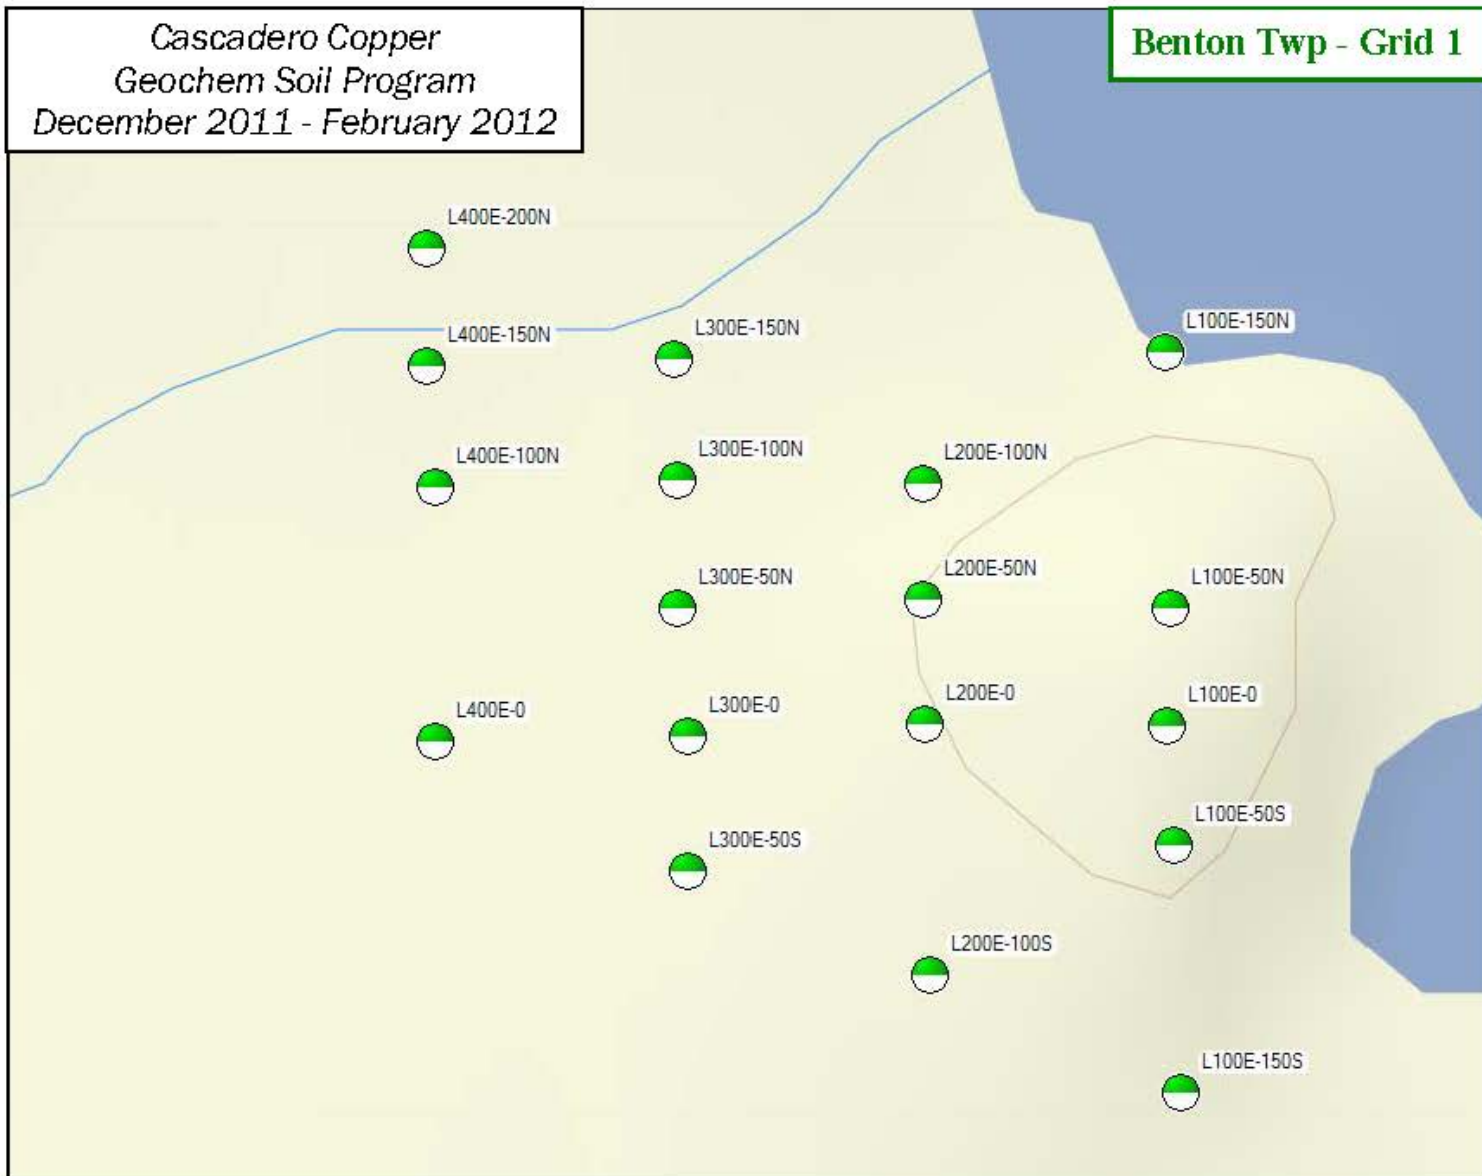 Cascadero Copper
Geochem Soil Program
December 2011 - February 2012
Benton Twp - Grid 1
L400E-200N
L400E-150N
L300E-150N
L100E-150N
L400E-100N
L300E-100N
L200E-100N
L300E-50N
L200E-50N
L100E-50N
L400E-0
L300E-0
L200E-0
L100E-0
L300E-50S
L100E-50S
L200E-100S
L100E-150S